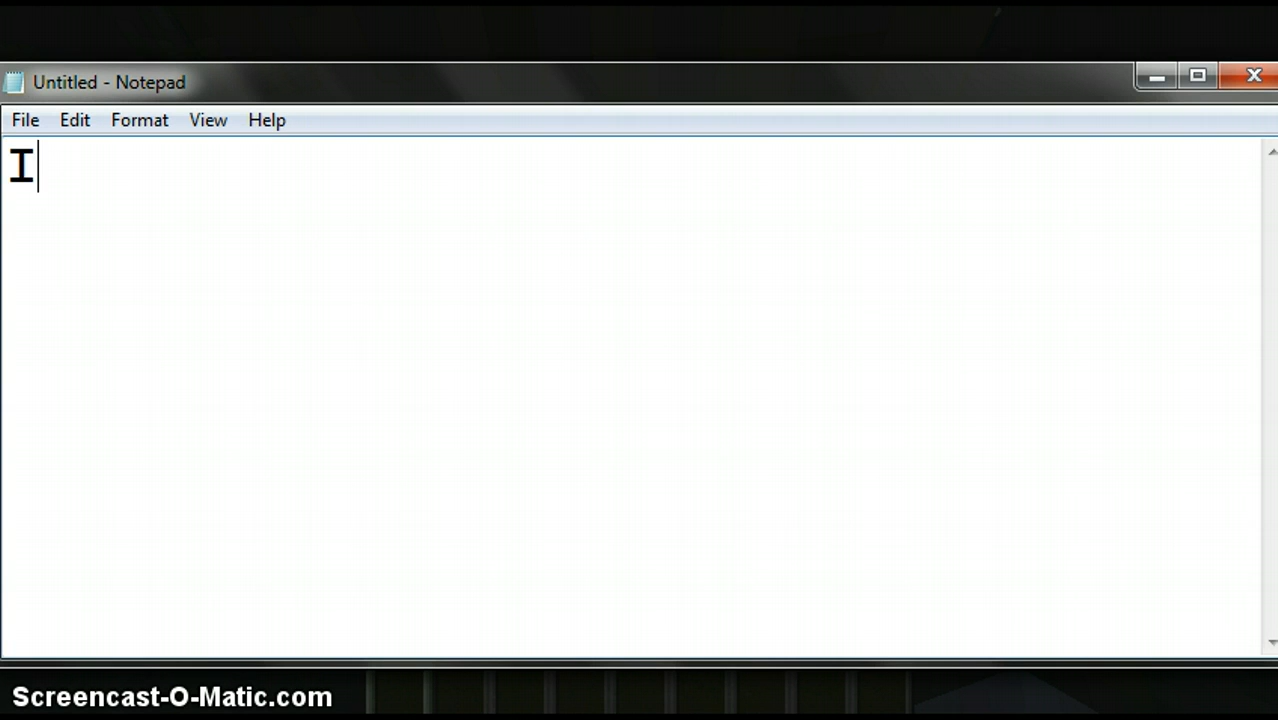 Untitled - Notepad
File Edit Format View Help
I
Screencast-O-Matic.com